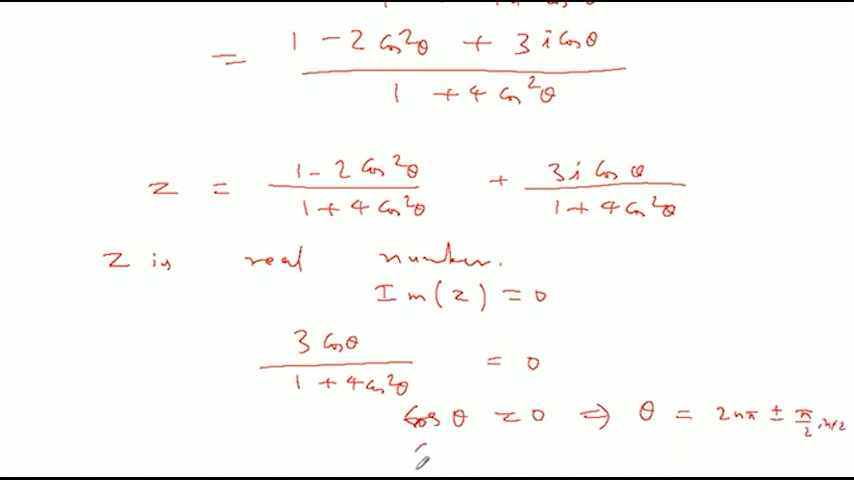 = (1 - 2 cos²θ + 3 i cosθ) / (1 + 4 cos²θ)
z = (1 - 2 cos²θ) / (1 + 4 cos²θ) + (3i cos θ) / (1 + 4 cos²θ)
z is real number.
Im(z) = 0
(3 cosθ) / (1 + 4 cos²θ) = 0
cos θ = 0 ⇒ θ = 2nπ ± π/2, n∈z